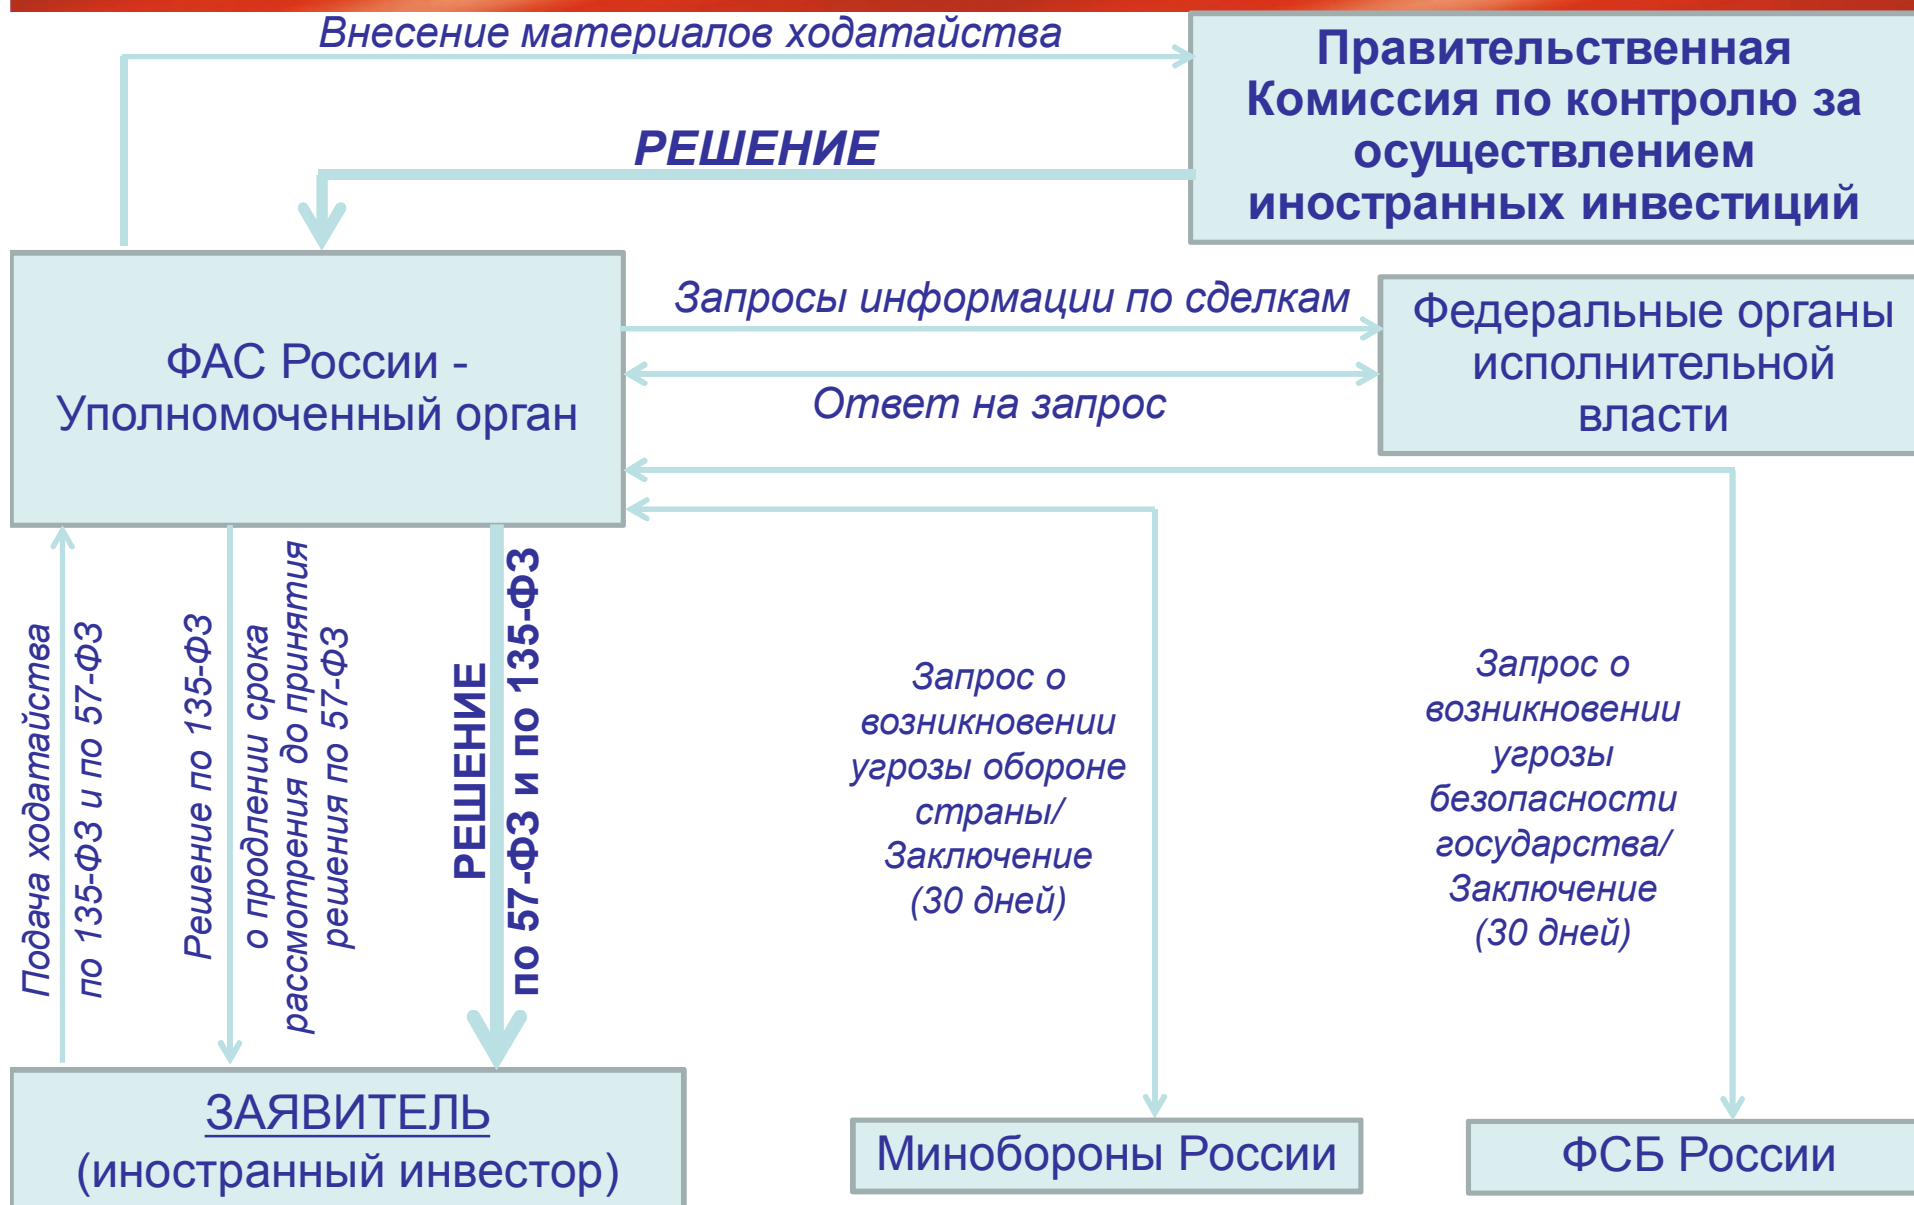 Внесение материалов ходатайства
Правительственная
Комиссия по контролю за
осуществлением
иностранных инвестиций
РЕШЕНИЕ
ФАС России -
Уполномоченный орган
Запросы информации по сделкам
Ответ на запрос
Федеральные органы
исполнительной
власти
Подача ходатайства
по 135-ФЗ и по 57-ФЗ
Решение по 135-ФЗ
о продлении срока
рассмотрения до принятия
решения по 57-ФЗ
РЕШЕНИЕ
по 57-ФЗ и по 135-ФЗ
Запрос о
возникновении
угрозы обороне
страны/
Заключение
(30 дней)
Запрос о
возникновении
угрозы
безопасности
государства/
Заключение
(30 дней)
ЗАЯВИТЕЛЬ
(иностранный инвестор)
Минобороны России
ФСБ России